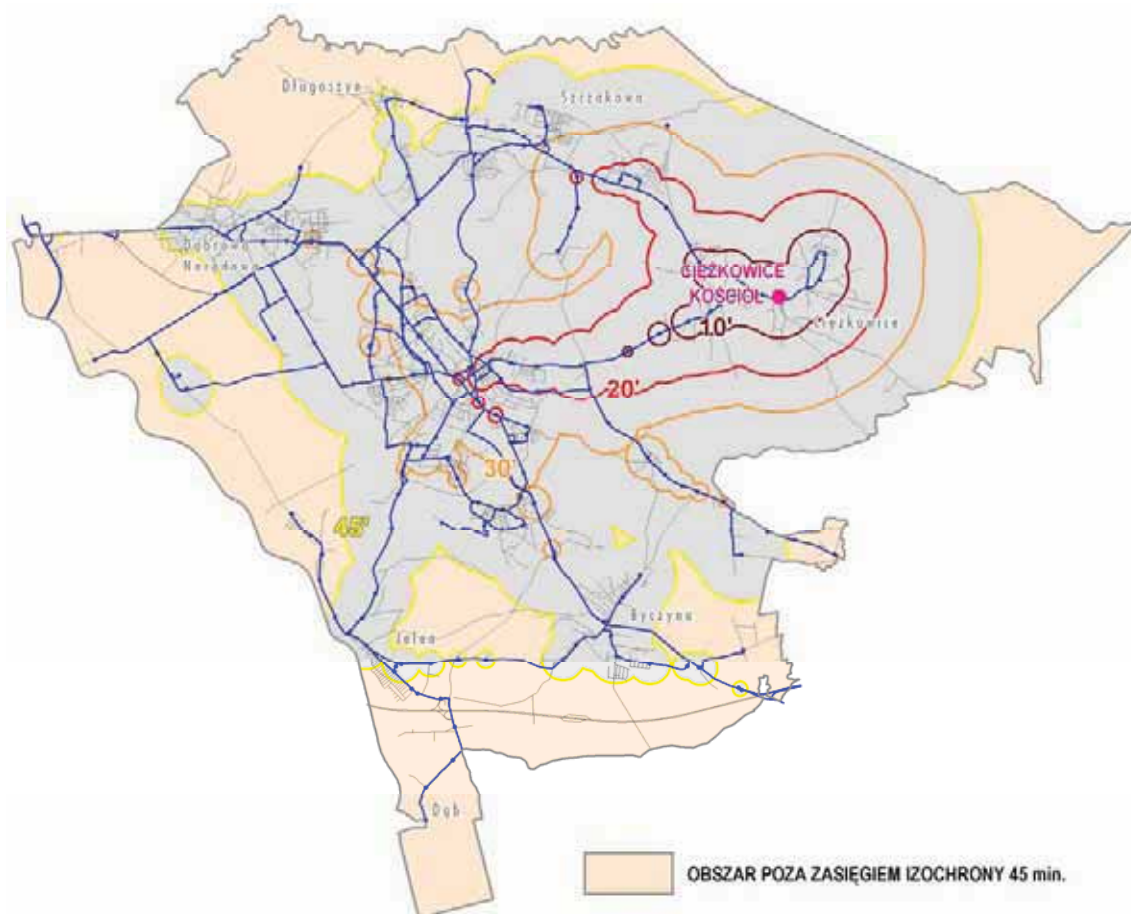 Długoszyn
Szczakowa
Dąbrowa
Narodowa
CIĘŻKOWICE
KOŚCIÓŁ
10'
Ciężkowice
20'
30'
45'
Byczyna
Jeleń
Dąb
OBSZAR POZA ZASIĘGIEM IZOCHRONY 45 min.